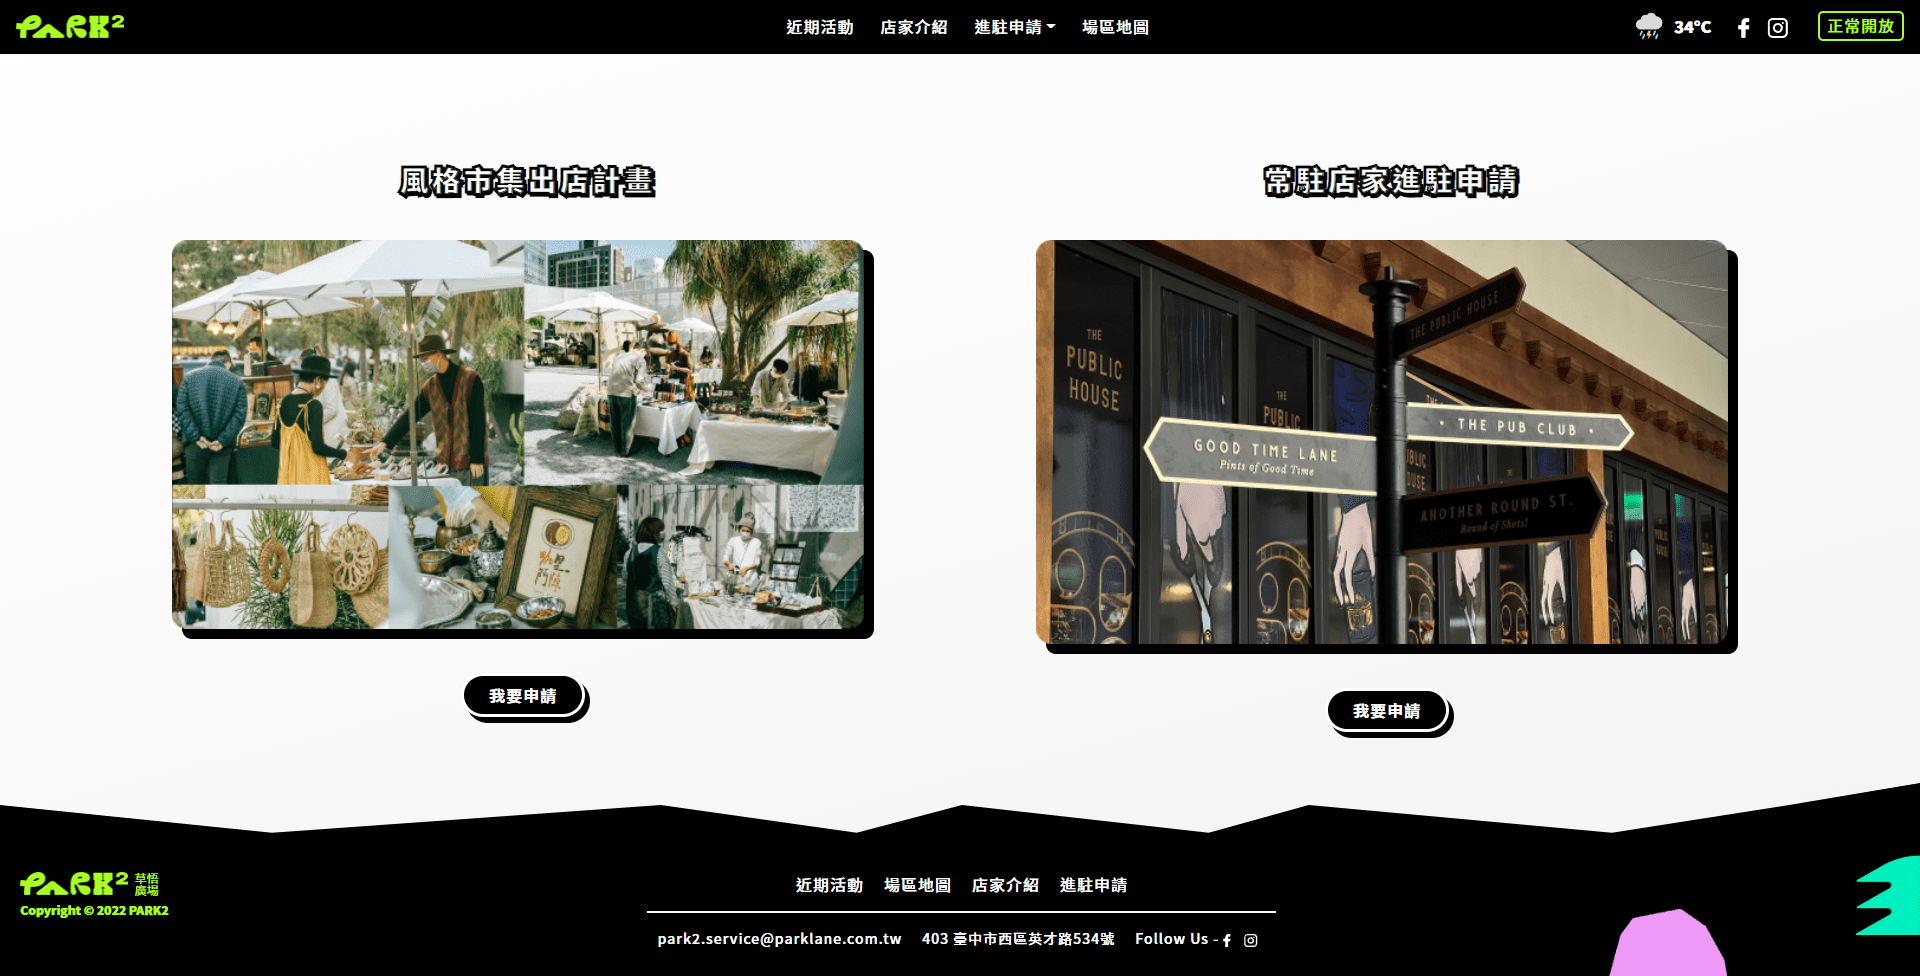 PARK2
近期活動 店家介紹 進駐申請 場區地圖
34°C
正常開放
風格市集出店計畫
常駐店家進駐申請
THE PUBLIC HOUSE
THE PUBLIC HOUSE
THE PUBLIC
GOOD TIME LANE
Pints of Good Time
• THE PUB CLUB •
ANOTHER ROUND ST.
Round of Shots!
我要申請
我要申請
PARK2 草悟廣場
Copyright © 2022 PARK2
近期活動 場區地圖 店家介紹 進駐申請
park2.service@parklane.com.tw 403 臺中市西區英才路534號 Follow Us -